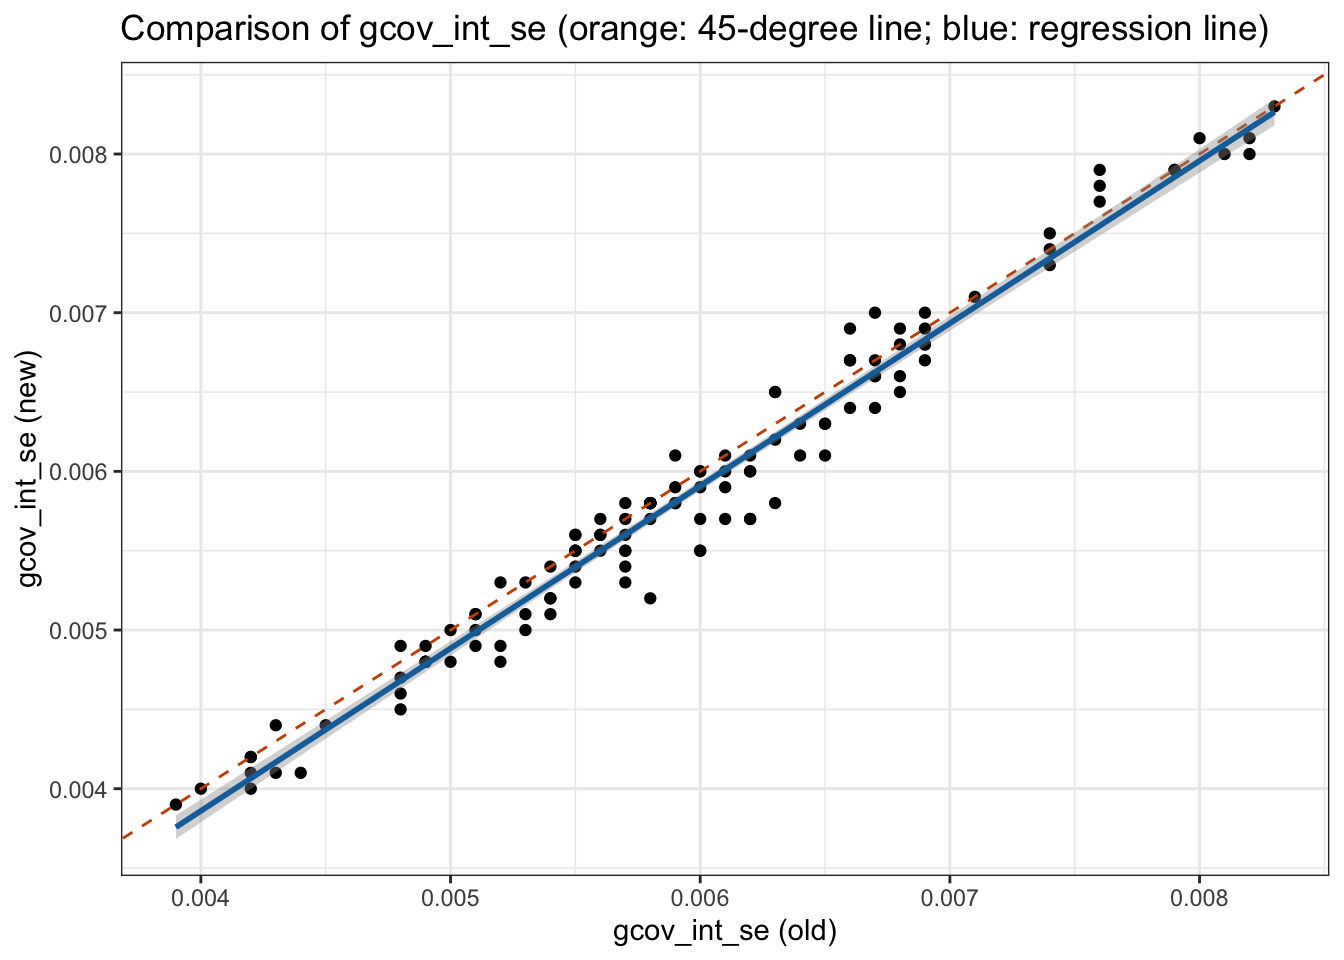 Comparison of gcov_int_se (orange: 45-degree line; blue: regression line)
0.008
0.007
0.006
0.005
0.004
gcov_int_se (new)
0.004 0.005 0.006 0.007 0.008
gcov_int_se (old)